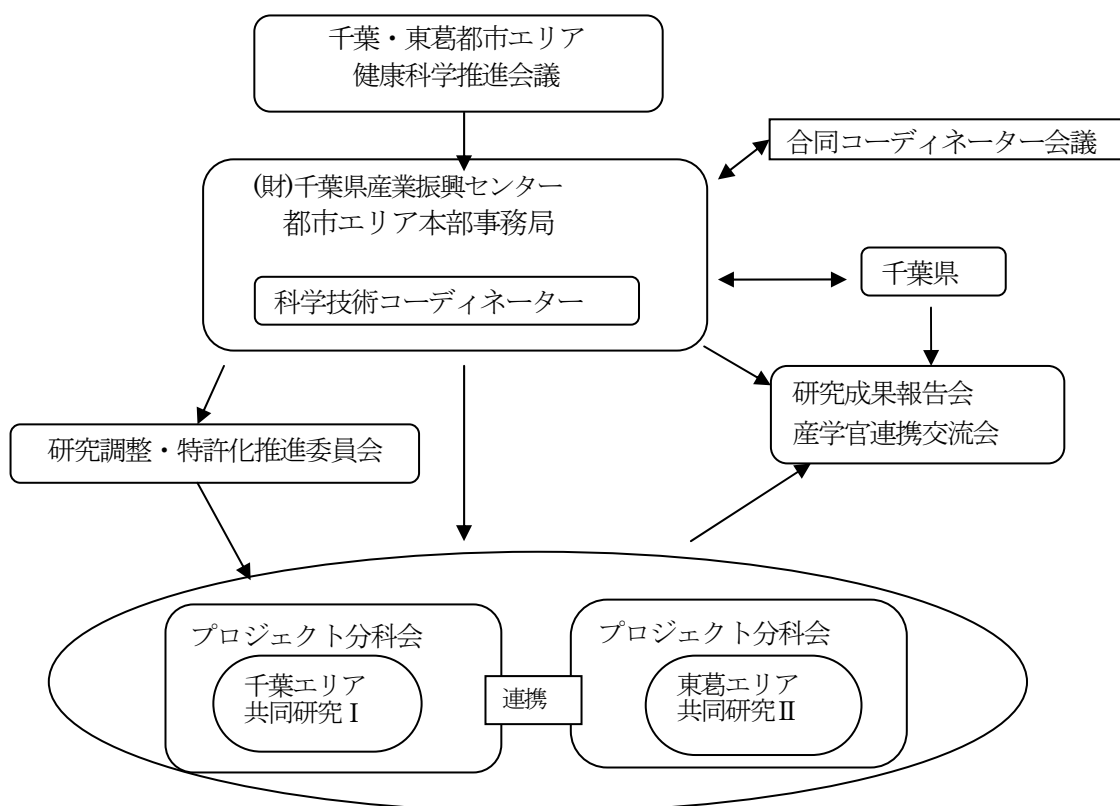 千葉・東葛都市エリア
健康科学推進会議
合同コーディネーター会議
(財)千葉県産業振興センター
都市エリア本部事務局
千葉県
科学技術コーディネーター
研究成果報告会
産学官連携交流会
研究調整・特許化推進委員会
プロジェクト分科会
千葉エリア
共同研究Ⅰ
連携
プロジェクト分科会
東葛エリア
共同研究Ⅱ